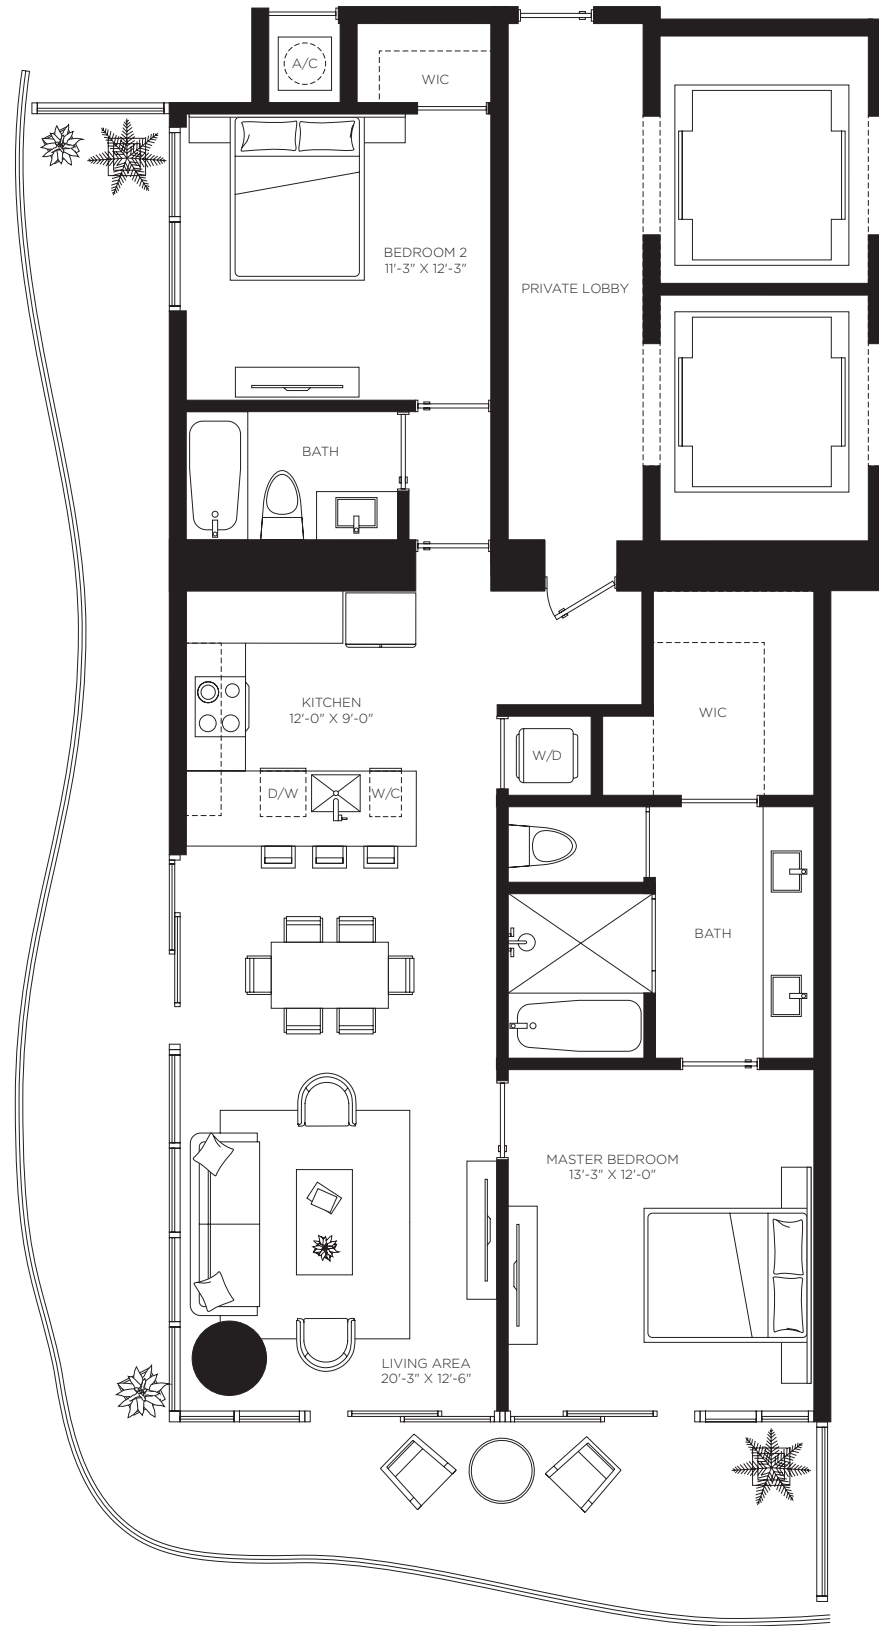 A/C
WIC
BEDROOM 2
11'-3" X 12'-3"
PRIVATE LOBBY
BATH
KITCHEN
12'-0" X 9'-0"
WIC
W/D
D/W
W/C
BATH
MASTER BEDROOM
13'-3" X 12'-0"
LIVING AREA
20'-3" X 12'-6"